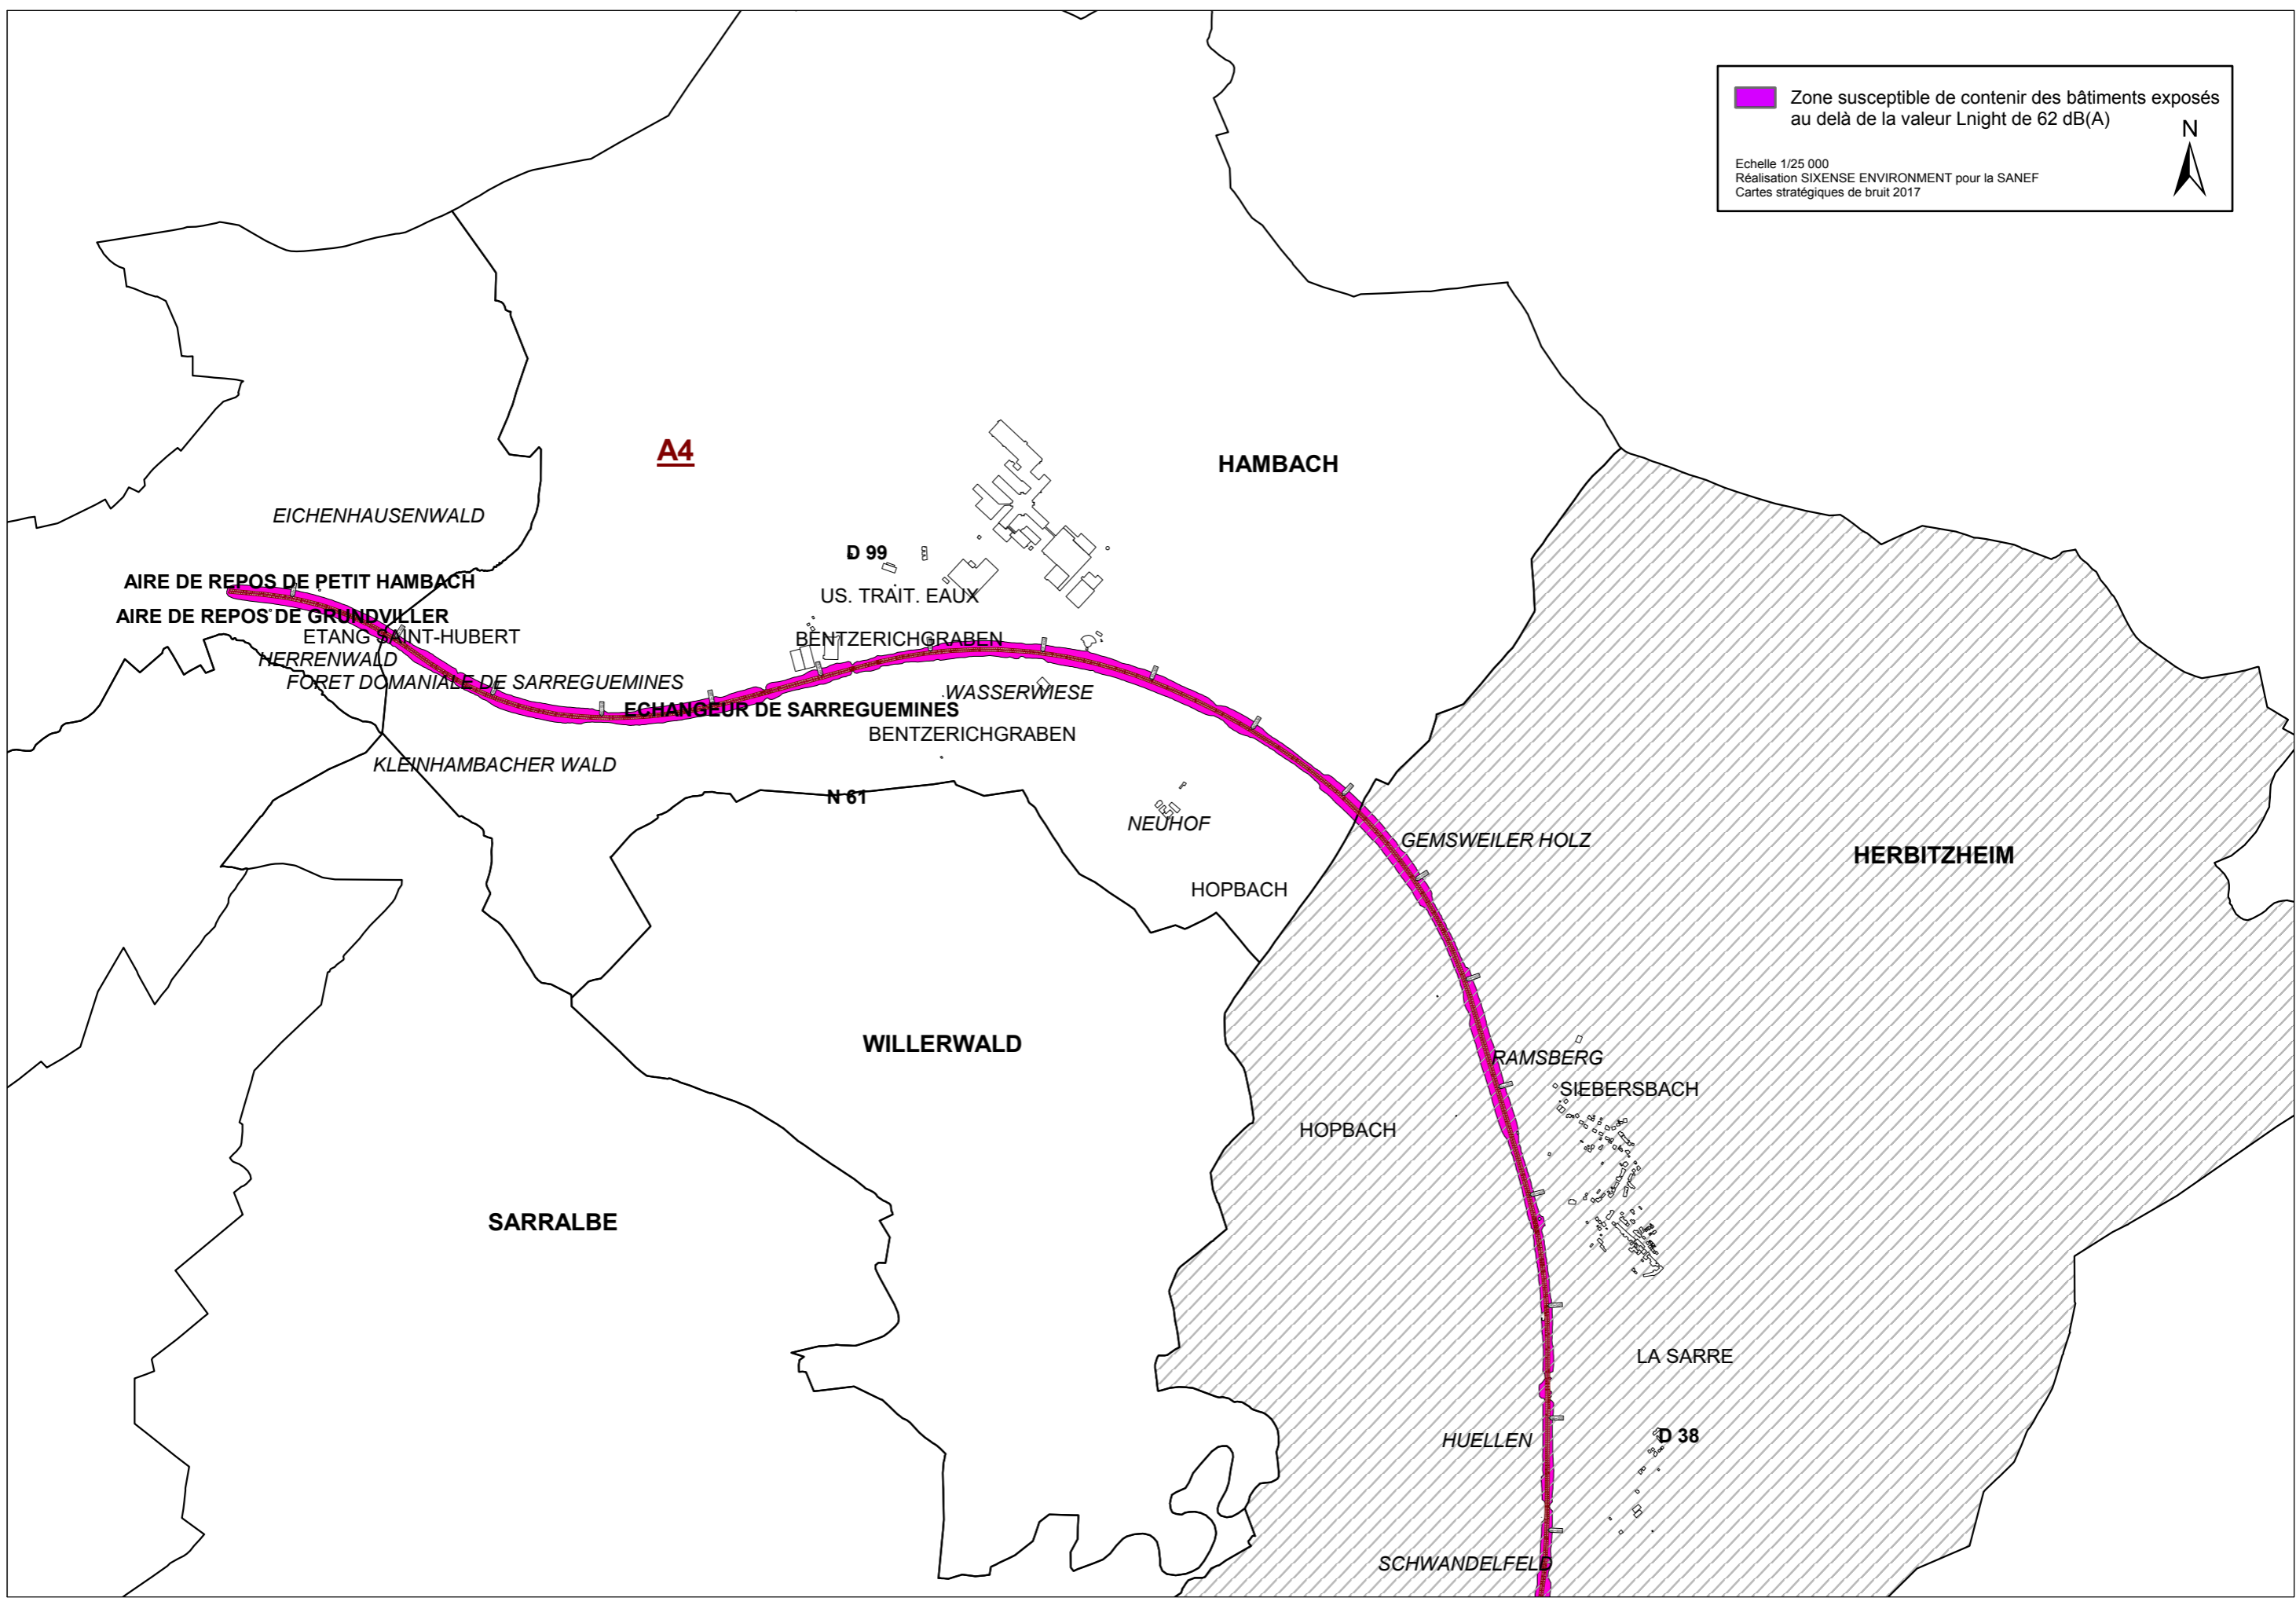 Zone susceptible de contenir des bâtiments exposés
au delà de la valeur Lnight de 62 dB(A)
N
Echelle 1/25 000
Réalisation SIXENSE ENVIRONMENT pour la SANEF
Cartes stratégiques de bruit 2017
A4
HAMBACH
EICHENHAUSENWALD
D 99
AIRE DE REPOS DE PETIT HAMBACH
US. TRAIT. EAUX
AIRE DE REPOS DE GRUNDVILLER
ETANG SAINT-HUBERT
BENTZERICHGRABEN
HERRENWALD
FORET DOMANIALE DE SARREGUEMINES
WASSERWIESE
ECHANGEUR DE SARREGUEMINES
BENTZERICHGRABEN
KLEINHAMBACHER WALD
N 61
NEUHOF
GEMSWEILER HOLZ
HERBITZHEIM
HOPBACH
WILLERWALD
RAMSBERG
SIEBERSBACH
HOPBACH
SARRALBE
LA SARRE
HUELLEN
D 38
SCHWANDELFELD